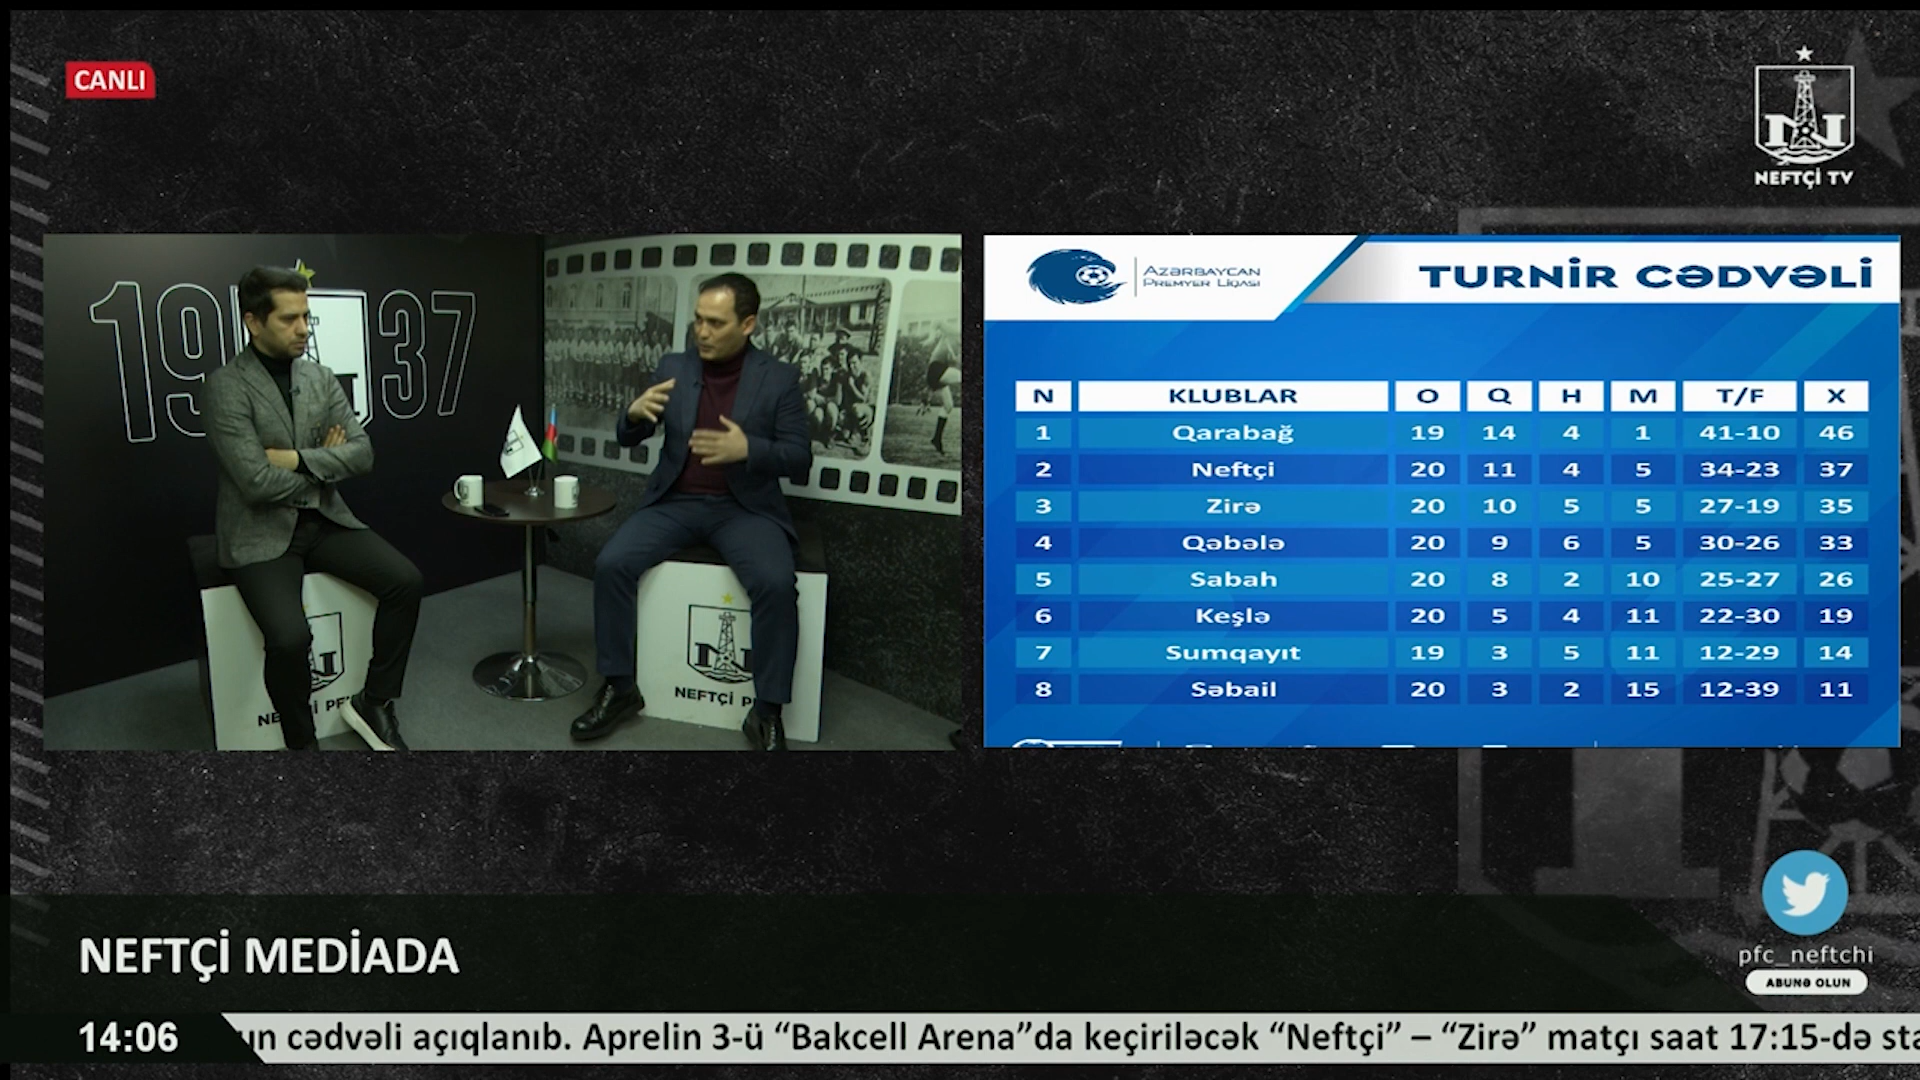 CANLI
NEFTÇİ TV
1937
NEFTÇİ PF
AZƏRBAYCAN
PREMYER LİQASI
TURNİR CƏDVƏLİ
N KLUBLAR O Q H M T/F X
1 Qarabağ 19 14 4 1 41-10 46
2 Neftçi 20 11 4 5 34-23 37
3 Zirə 20 10 5 5 27-19 35
4 Qəbələ 20 9 6 5 30-26 33
5 Sabah 20 8 2 10 25-27 26
6 Keşlə 20 5 4 11 22-30 19
7 Sumqayıt 19 3 5 11 12-29 14
8 Səbail 20 3 2 15 12-39 11
NEFTÇİ MEDİADA
pfc_neftchi
ABUNƏ OLUN
14:06 cədvəli açıqlanıb. Aprelin 3-ü “Bakcell Arena”da keçiriləcək “Neftçi” – “Zirə” matçı saat 17:15-də